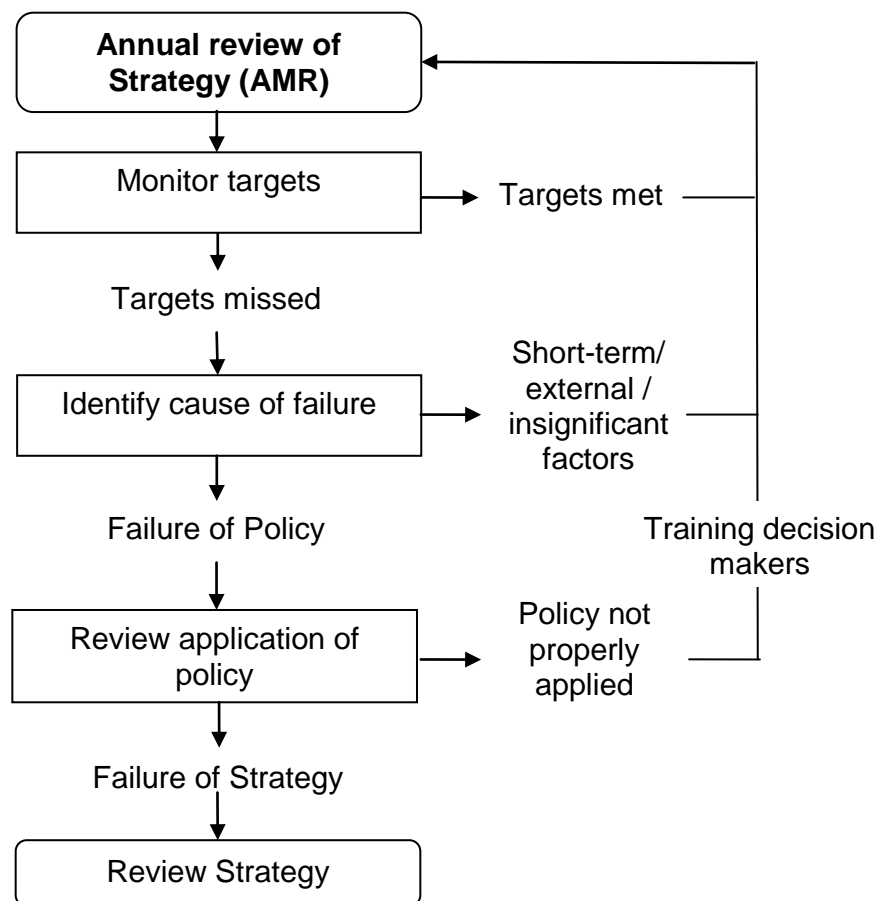 Annual review of
Strategy (AMR)
Monitor targets
Targets met
Targets missed
Short-term/
external /
insignificant
factors
Identify cause of failure
Failure of Policy
Training decision
makers
Review application of
policy
Policy not
properly
applied
Failure of Strategy
Review Strategy